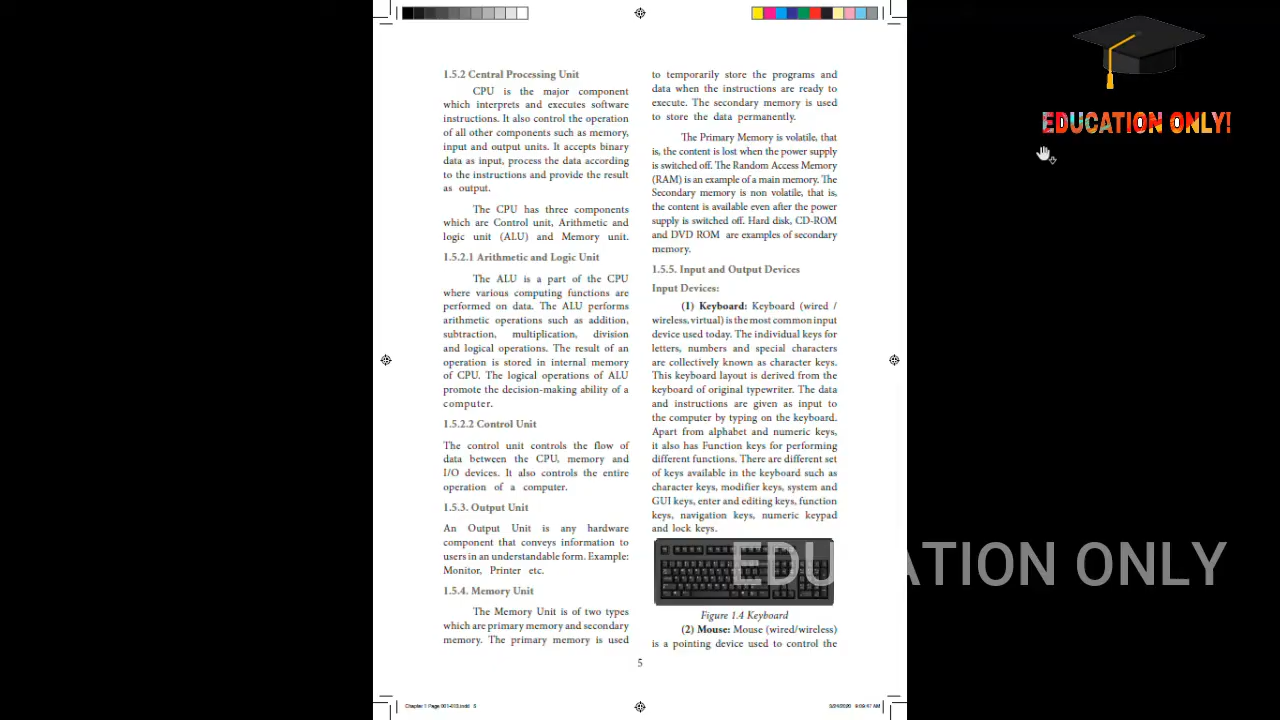 1.5.2 Central Processing Unit
CPU is the major component
which interprets and executes software
instructions. It also control the operation
of all other components such as memory,
input and output units. It accepts binary
data as input, process the data according
to the instructions and provide the result
as output.
The CPU has three components
which are Control unit, Arithmetic and
logic unit (ALU) and Memory unit.
1.5.2.1 Arithmetic and Logic Unit
The ALU is a part of the CPU
where various computing functions are
performed on data. The ALU performs
arithmetic operations such as addition,
subtraction, multiplication, division
and logical operations. The result of an
operation is stored in internal memory
of CPU. The logical operations of ALU
promote the decision-making ability of a
computer.
1.5.2.2 Control Unit
The control unit controls the flow of
data between the CPU, memory and
I/O devices. It also controls the entire
operation of a computer.
1.5.3. Output Unit
An Output Unit is any hardware
component that conveys information to
users in an understandable form. Example:
Monitor, Printer etc.
1.5.4. Memory Unit
The Memory Unit is of two types
which are primary memory and secondary
memory. The primary memory is used
to temporarily store the programs and
data when the instructions are ready to
execute. The secondary memory is used
to store the data permanently.
The Primary Memory is volatile, that
is, the content is lost when the power supply
is switched off. The Random Access Memory
(RAM) is an example of a main memory. The
Secondary memory is non volatile, that is,
the content is available even after the power
supply is switched off. Hard disk, CD-ROM
and DVD ROM are examples of secondary
memory.
1.5.5. Input and Output Devices
Input Devices:
(1) Keyboard: Keyboard (wired /
wireless, virtual) is the most common input
device used today. The individual keys for
letters, numbers and special characters
are collectively known as character keys.
This keyboard layout is derived from the
keyboard of original typewriter. The data
and instructions are given as input to
the computer by typing on the keyboard.
Apart from alphabet and numeric keys,
it also has Function keys for performing
different functions. There are different set
of keys available in the keyboard such as
character keys, modifier keys, system and
GUI keys, enter and editing keys, function
keys, navigation keys, numeric keypad
and lock keys.
Figure 1.4 Keyboard
(2) Mouse: Mouse (wired/wireless)
is a pointing device used to control the
5
Chapter 1 Page 001-013.indd 5
5/24/2020 9:09:47 AM
EDUCATION ONLY!
EDUCATION ONLY